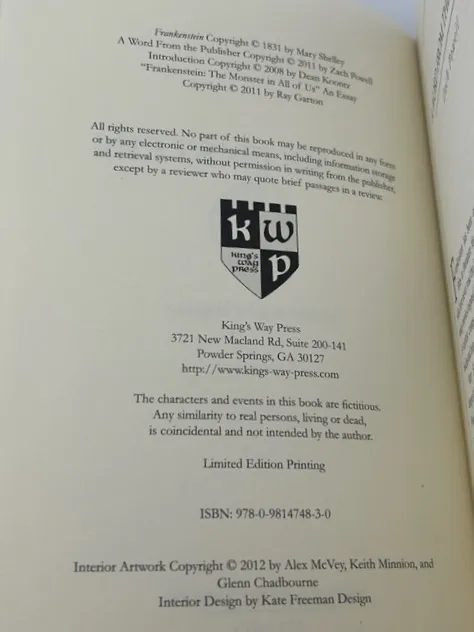 Frankenstein Copyright © 1831 by Mary Shelley
A Word From the Publisher Copyright © 2011 by Zach Powell
Introduction Copyright © 2008 by Dean Koontz
"Frankenstein: The Monster in All of Us" An Essay
Copyright © 2011 by Ray Garton
All rights reserved. No part of this book may be reproduced in any form
or by any electronic or mechanical means, including information storage
and retrieval systems, without permission in writing from the publisher,
except by a reviewer who may quote brief passages in a review.
k w
king's
way
press
p
King's Way Press
3721 New Macland Rd, Suite 200-141
Powder Springs, GA 30127
http://www.kings-way-press.com
The characters and events in this book are fictitious.
Any similarity to real persons, living or dead,
is coincidental and not intended by the author.
Limited Edition Printing
ISBN: 978-0-9814748-3-0
Interior Artwork Copyright © 2012 by Alex McVey, Keith Minnion, and
Glenn Chadbourne
Interior Design by Kate Freeman Design